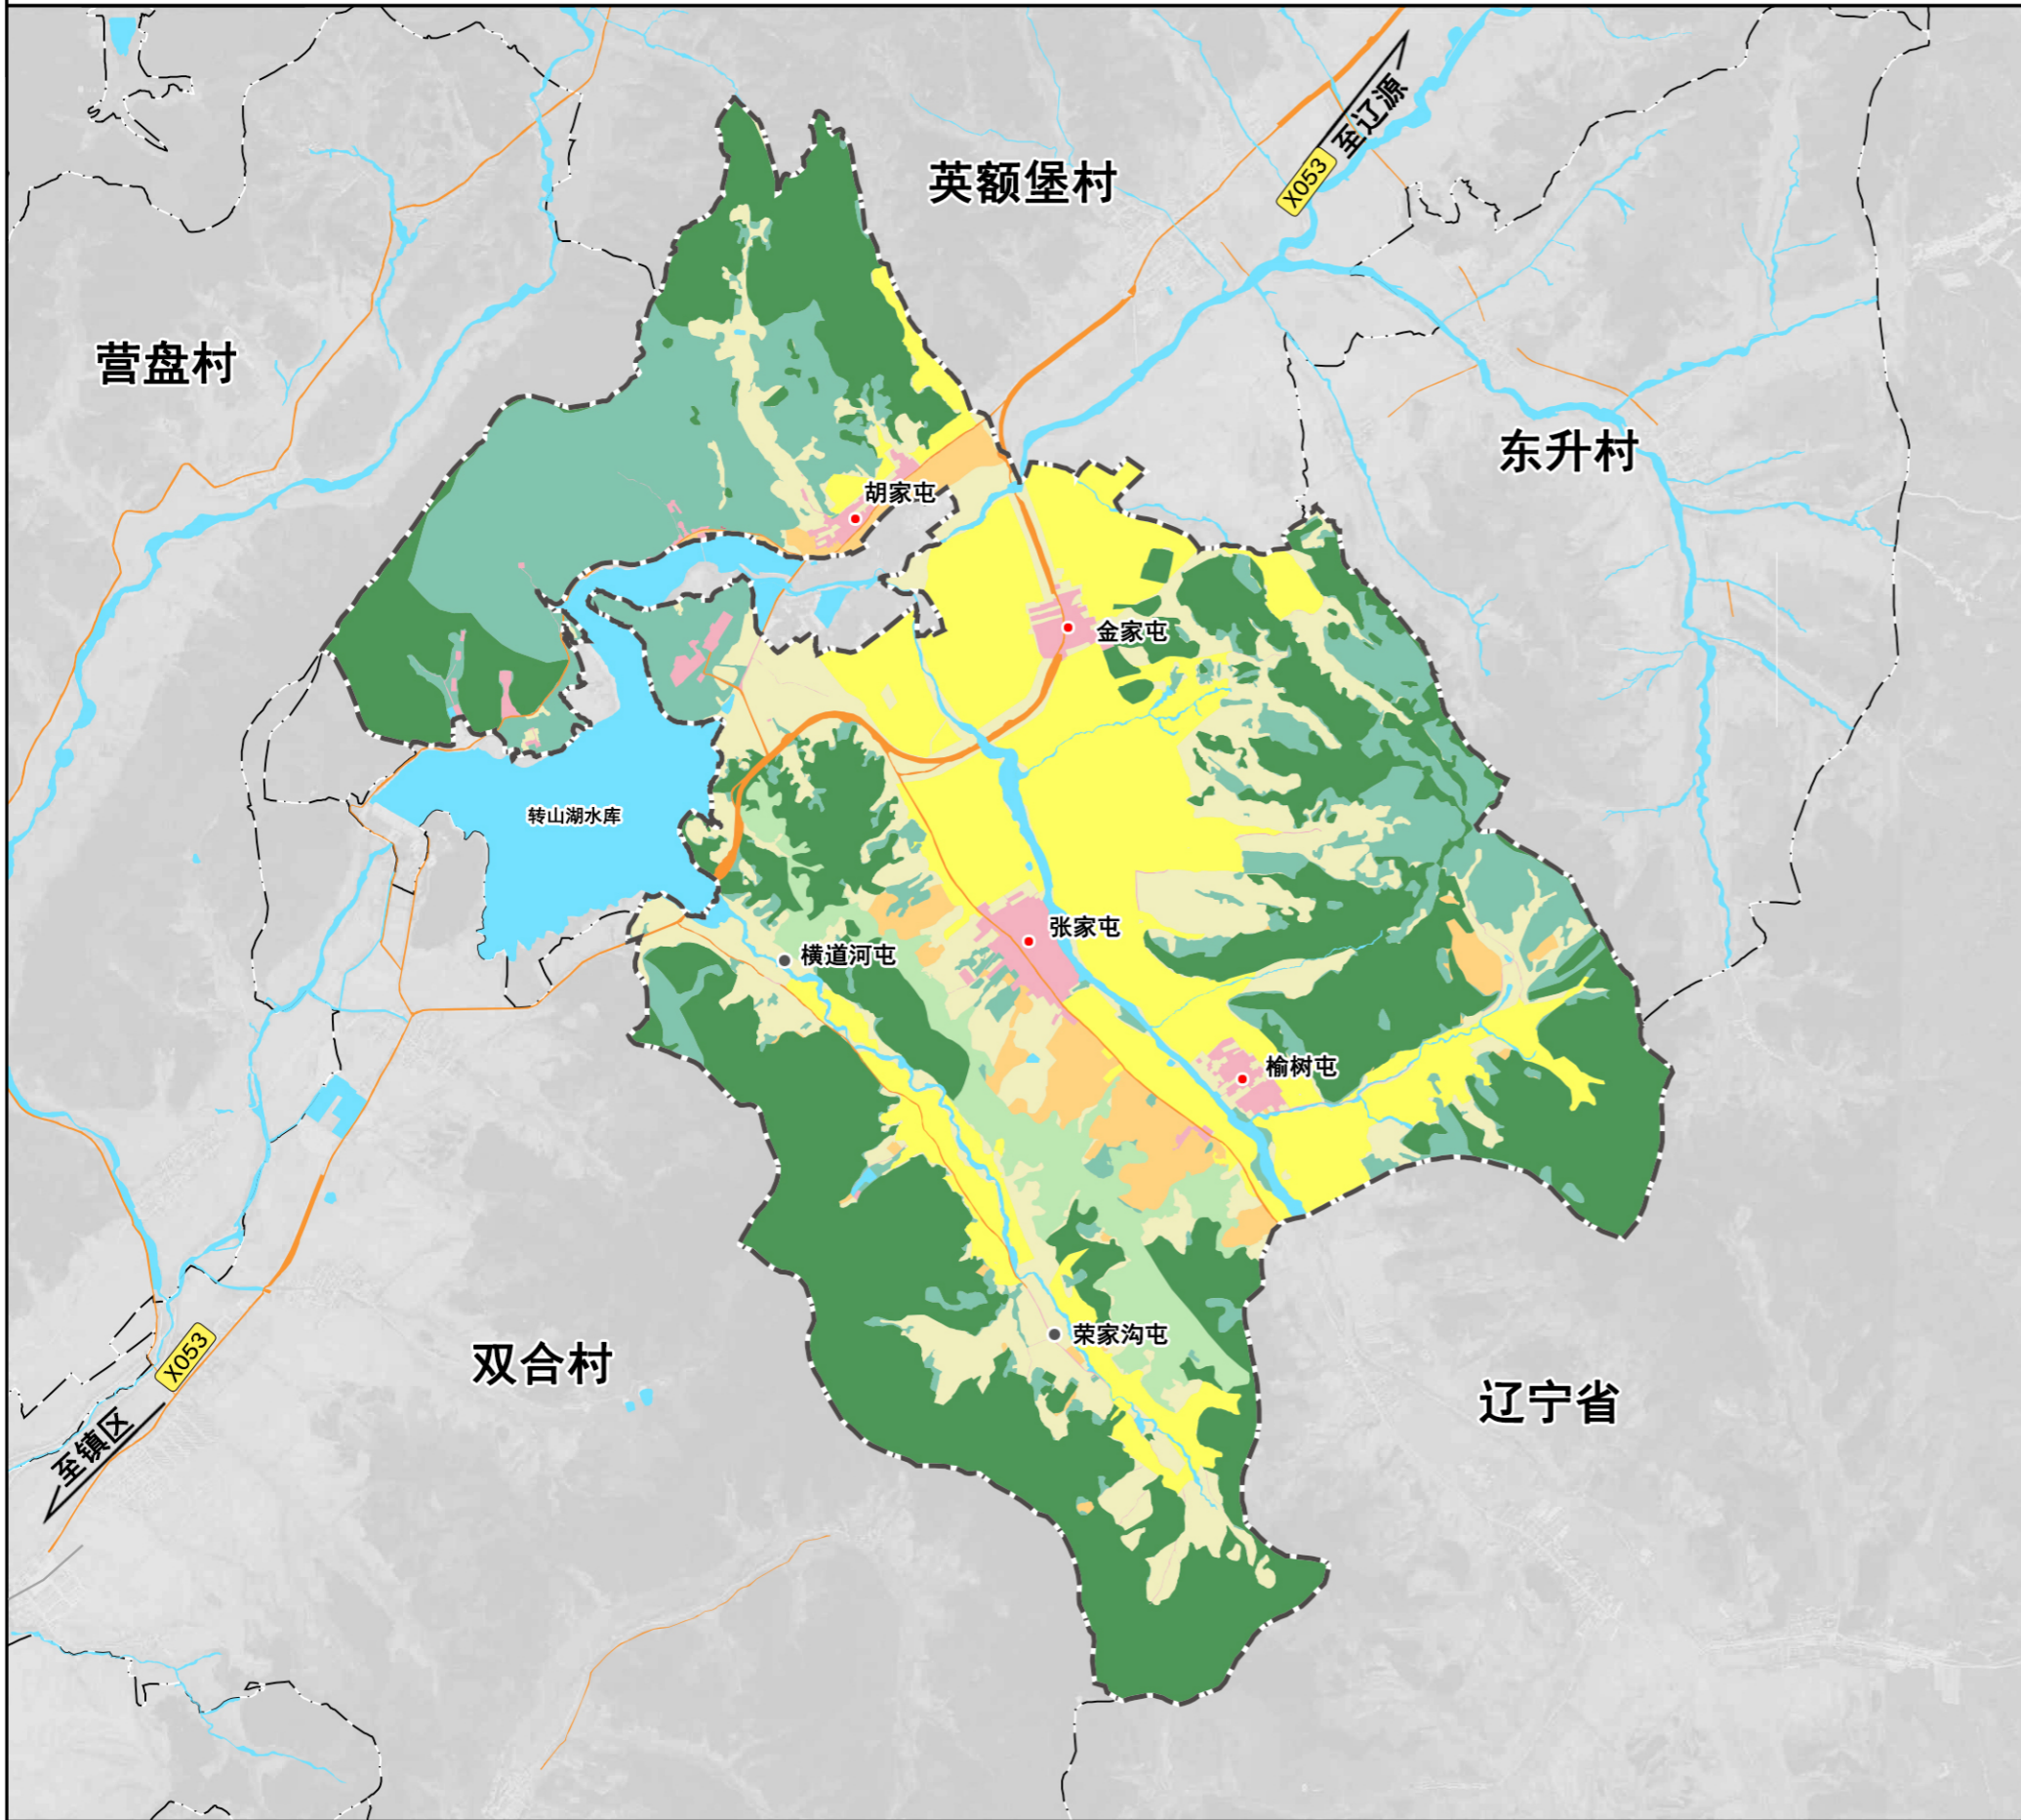 至辽源
X053
英额堡村
营盘村
东升村
胡家屯
金家屯
转山湖水库
张家屯
横道河屯
榆树屯
荣家沟屯
双合村
X053
辽宁省
至镇区